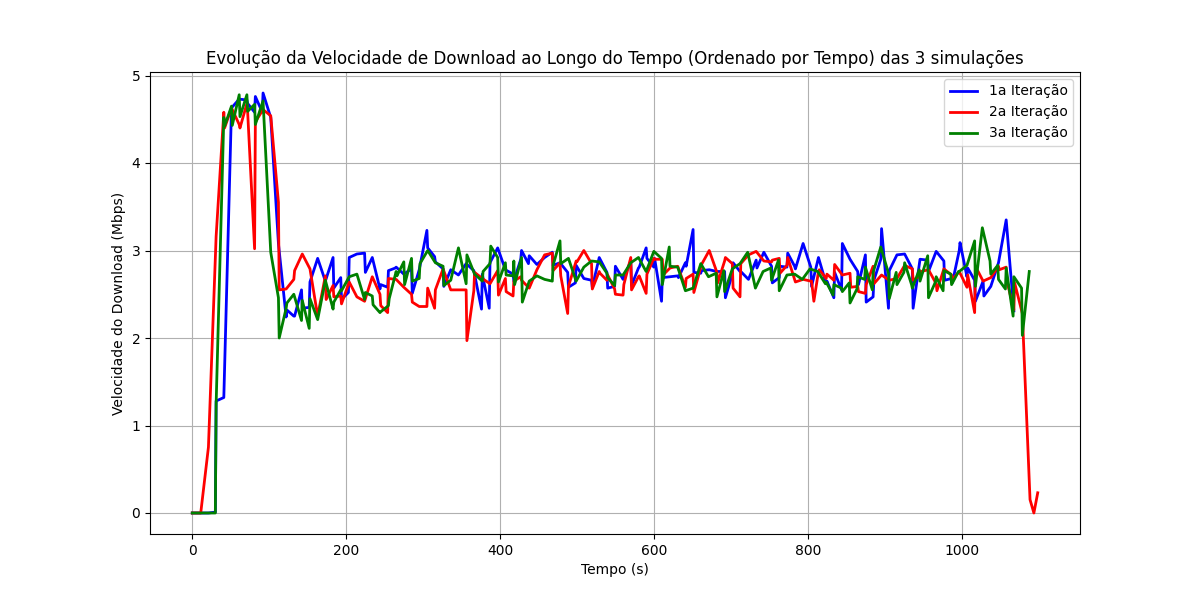 Evolução da Velocidade de Download ao Longo do Tempo (Ordenado por Tempo) das 3 simulações
1a Iteração
2a Iteração
3a Iteração
Velocidade do Download (Mbps)
5
4
3
2
1
0
0 200 400 600 800 1000
Tempo (s)